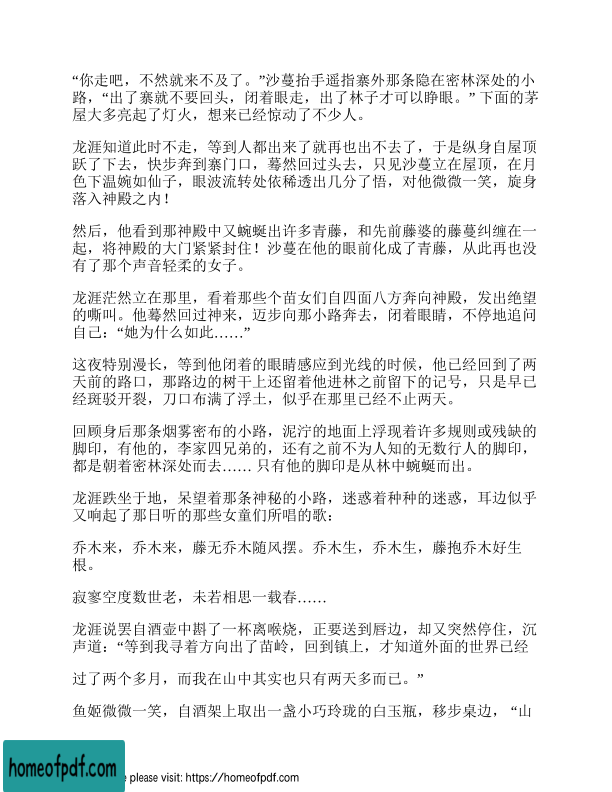 “你走吧，不然就来不及了。”沙蔓抬手遥指寨外那条隐在密林深处的小
路，“出了寨就不要回头，闭着眼走，出了林子才可以睁眼。” 下面的茅
屋大多亮起了灯火，想来已经惊动了不少人。
龙涯知道此时不走，等到人都出来了就再也出不去了，于是纵身自屋顶
跃了下去，快步奔到寨门口，蓦然回过头去，只见沙蔓立在屋顶，在月
色下温婉如仙子，眼波流转处依稀透出几分了悟，对他微微一笑，旋身
落入神殿之内！
然后，他看到那神殿中又蜿蜒出许多青藤，和先前藤婆的藤蔓纠缠在一
起，将神殿的大门紧紧封住！沙蔓在他的眼前化成了青藤，从此再也没
有了那个声音轻柔的女子。
龙涯茫然立在那里，看着那些个苗女们自四面八方奔向神殿，发出绝望
的嘶叫。他蓦然回过神来，迈步向那小路奔去，闭着眼睛，不停地追问
自己：“她为什么如此……”
这夜特别漫长，等到他闭着的眼睛感应到光线的时候，他已经回到了两
天前的路口，那路边的树干上还留着他进林之前留下的记号，只是早已
经斑驳开裂，刀口布满了浮土，似乎在那里已经不止两天。
回顾身后那条烟雾密布的小路，泥泞的地面上浮现着许多规则或残缺的
脚印，有他的，李家四兄弟的，还有之前不为人知的无数行人的脚印，
都是朝着密林深处而去…… 只有他的脚印是从林中蜿蜒而出。
龙涯跌坐于地，呆望着那条神秘的小路，迷惑着种种的迷惑，耳边似乎
又响起了那日听的那些女童们所唱的歌：
乔木来，乔木来，藤无乔木随风摆。乔木生，乔木生，藤抱乔木好生
根。
寂寥空度数世老，未若相思一载春……
龙涯说罢自酒壶中斟了一杯离喉烧，正要送到唇边，却又突然停住，沉
声道：“等到我寻着方向出了苗岭，回到镇上，才知道外面的世界已经
过了两个多月，而我在山中其实也只有两天多而已。”
鱼姬微微一笑，自酒架上取出一盏小巧玲珑的白玉瓶，移步桌边， “山
homeofpdf.com
e please visit: https://homeofpdf.com